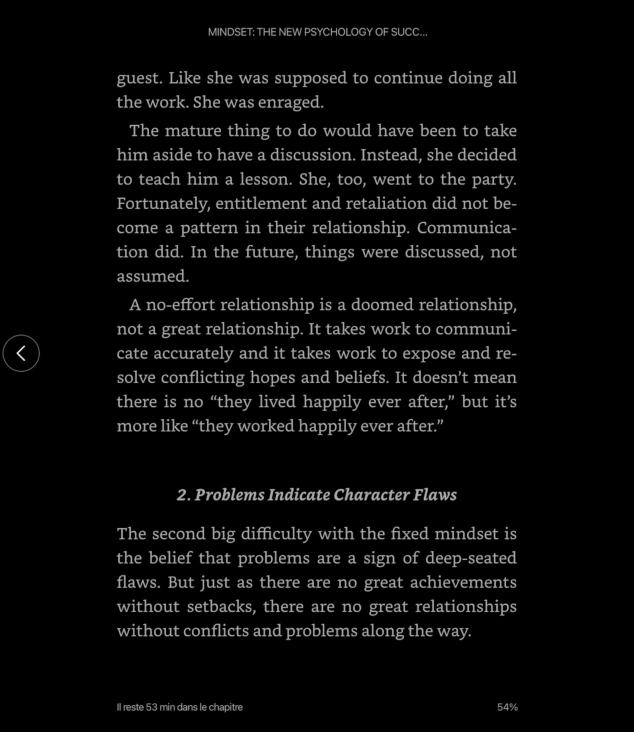 MINDSET: THE NEW PSYCHOLOGY OF SUCC...
guest. Like she was supposed to continue doing all
the work. She was enraged.
The mature thing to do would have been to take
him aside to have a discussion. Instead, she decided
to teach him a lesson. She, too, went to the party.
Fortunately, entitlement and retaliation did not be-
come a pattern in their relationship. Communica-
tion did. In the future, things were discussed, not
assumed.
A no-effort relationship is a doomed relationship,
not a great relationship. It takes work to communi-
cate accurately and it takes work to expose and re-
solve conflicting hopes and beliefs. It doesn’t mean
there is no “they lived happily ever after,” but it’s
more like “they worked happily ever after.”
2. Problems Indicate Character Flaws
The second big difficulty with the fixed mindset is
the belief that problems are a sign of deep-seated
flaws. But just as there are no great achievements
without setbacks, there are no great relationships
without conflicts and problems along the way.
Il reste 53 min dans le chapitre
54%